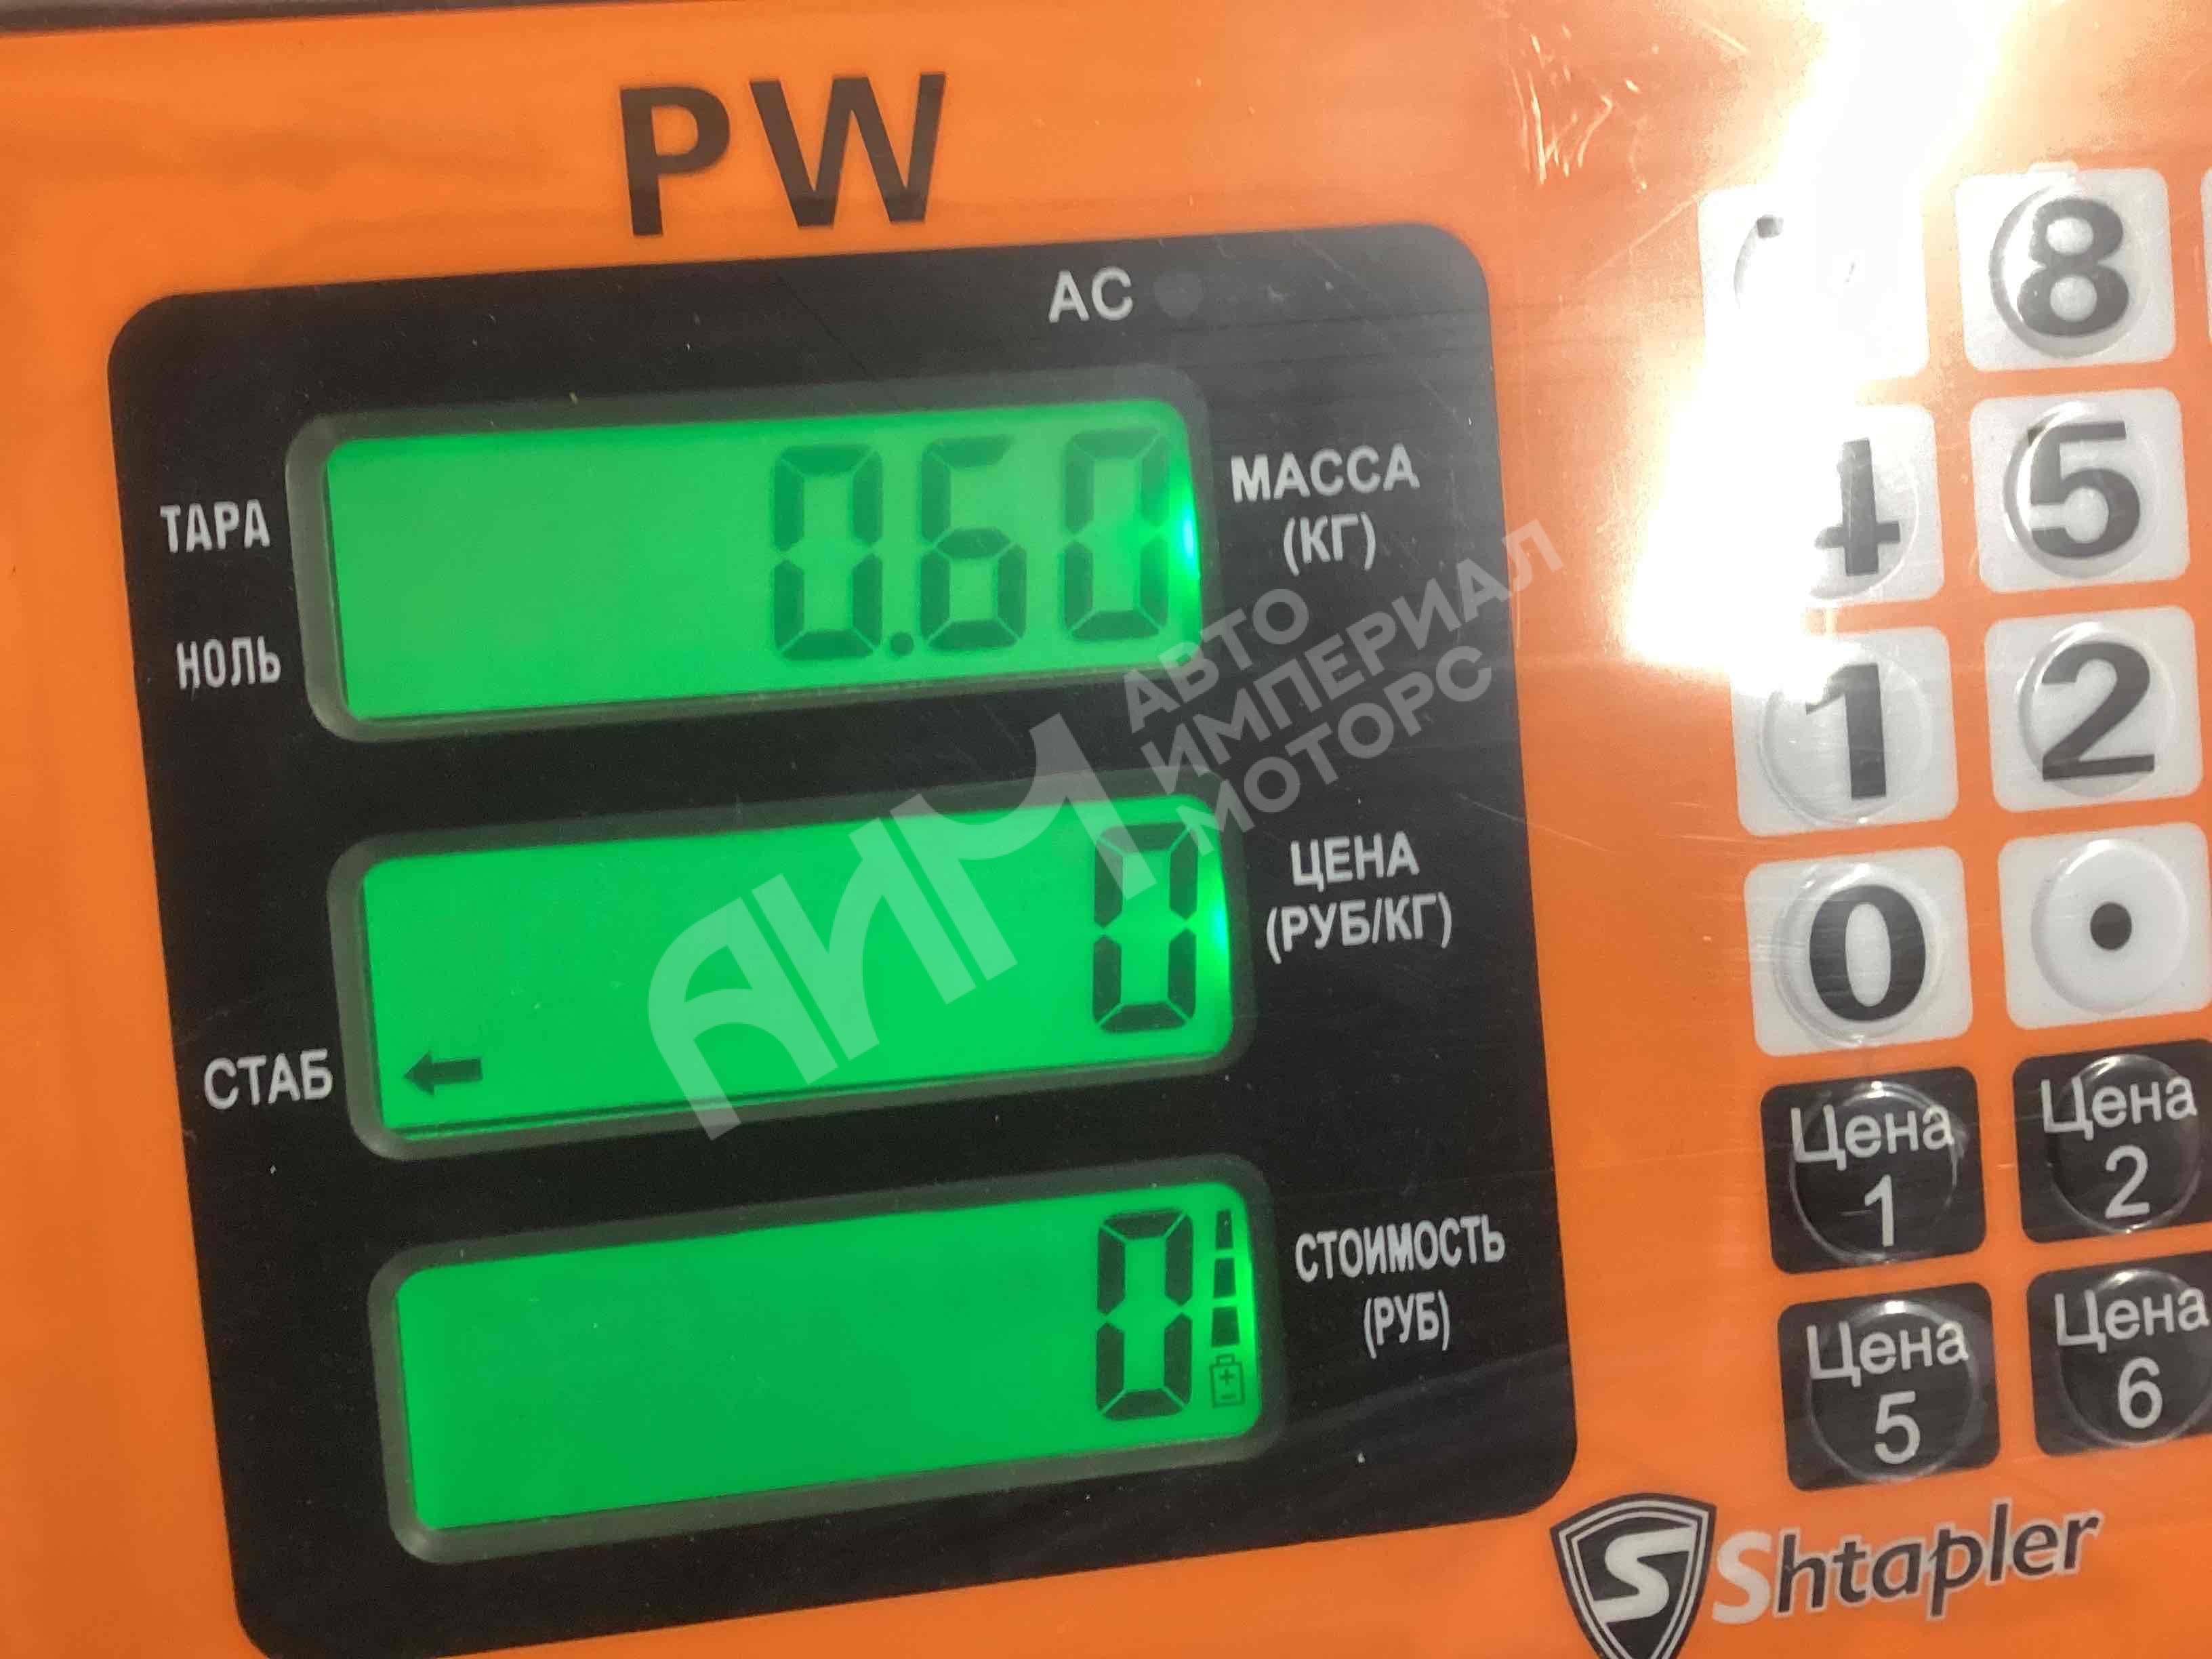 PW
AC
ТАРА
0.60
МАССА
(КГ)
НОЛЬ
АИМ
АВТО
ИМПЕРИАЛ
МОТОРС
0
ЦЕНА
(РУБ/КГ)
СТАБ
0
СТОИМОСТЬ
(РУБ)
8
4 5
1 2
0 •
Цена
1
Цена
2
Цена
5
Цена
6
S Shtapler